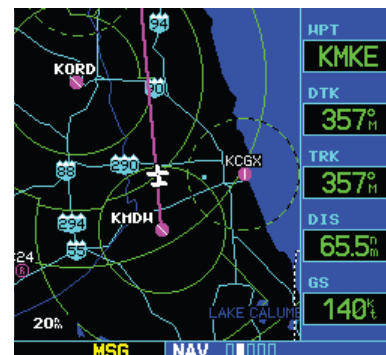 WPT
KMKE
DTK
357°M
TRK
357°M
DIS
65.5nm
GS
140kt
94
KORD
90
KCGX
290
88
KMDW
294
55
24
R
LAKE CALUME
20nm
MSG
NAV